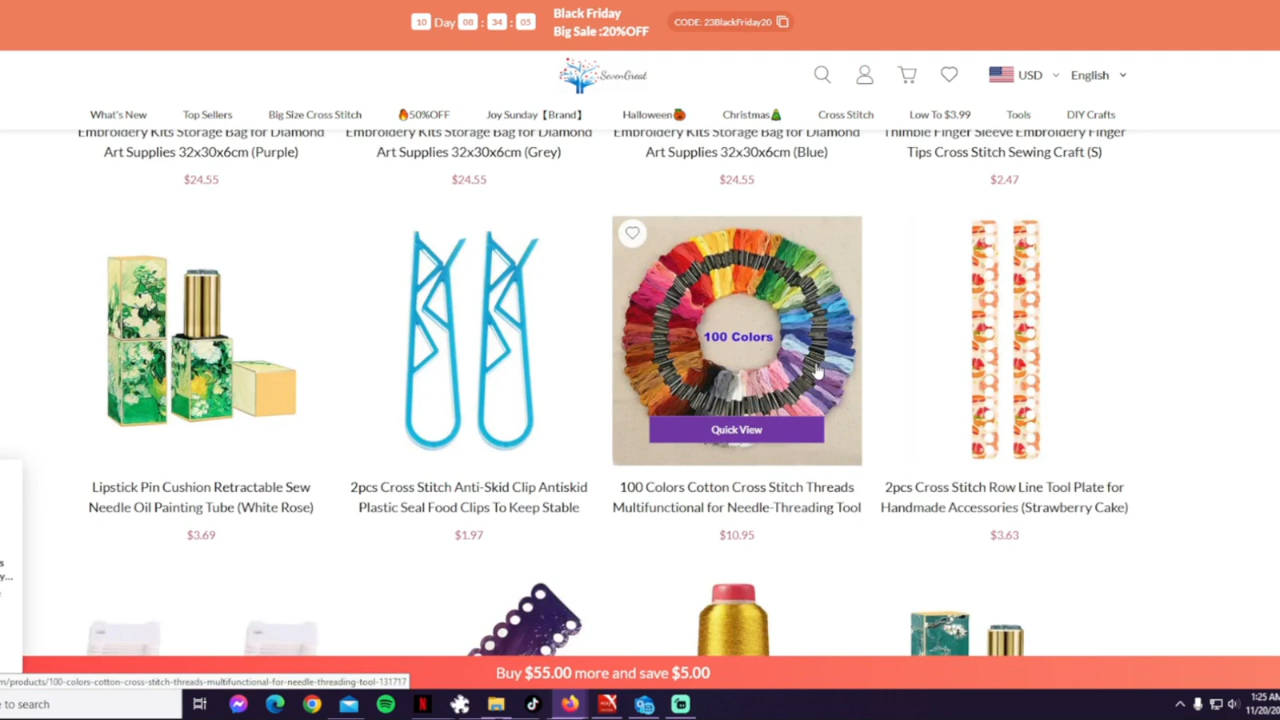 10 Day 08 : 34 : 05
Black Friday
Big Sale :20%OFF
CODE: 23BlackFriday20
SevenGreat
USD
English
What's New
Top Sellers
Big Size Cross Stitch
🔥50%OFF
Joy Sunday【Brand】
Halloween🎃
Christmas🎄
Cross Stitch
Low To $3.99
Tools
DIY Crafts
Embroidery Kits Storage Bag for Diamond
Art Supplies 32x30x6cm (Purple)
$24.55
Embroidery Kits Storage Bag for Diamond
Art Supplies 32x30x6cm (Grey)
$24.55
Embroidery Kits Storage Bag for Diamond
Art Supplies 32x30x6cm (Blue)
$24.55
Thimble Finger Sleeve Embroidery Finger
Tips Cross Stitch Sewing Craft (S)
$2.47
100 Colors
Quick View
Lipstick Pin Cushion Retractable Sew
Needle Oil Painting Tube (White Rose)
$3.69
2pcs Cross Stitch Anti-Skid Clip Antiskid
Plastic Seal Food Clips To Keep Stable
$1.97
100 Colors Cotton Cross Stitch Threads
Multifunctional for Needle-Threading Tool
$10.95
2pcs Cross Stitch Row Line Tool Plate for
Handmade Accessories (Strawberry Cake)
$3.63
Buy $55.00 more and save $5.00
m/products/100-colors-cotton-cross-stitch-threads-multifunctional-for-needle-threading-tool-131717
e to search
1:25 AM
11/20/20